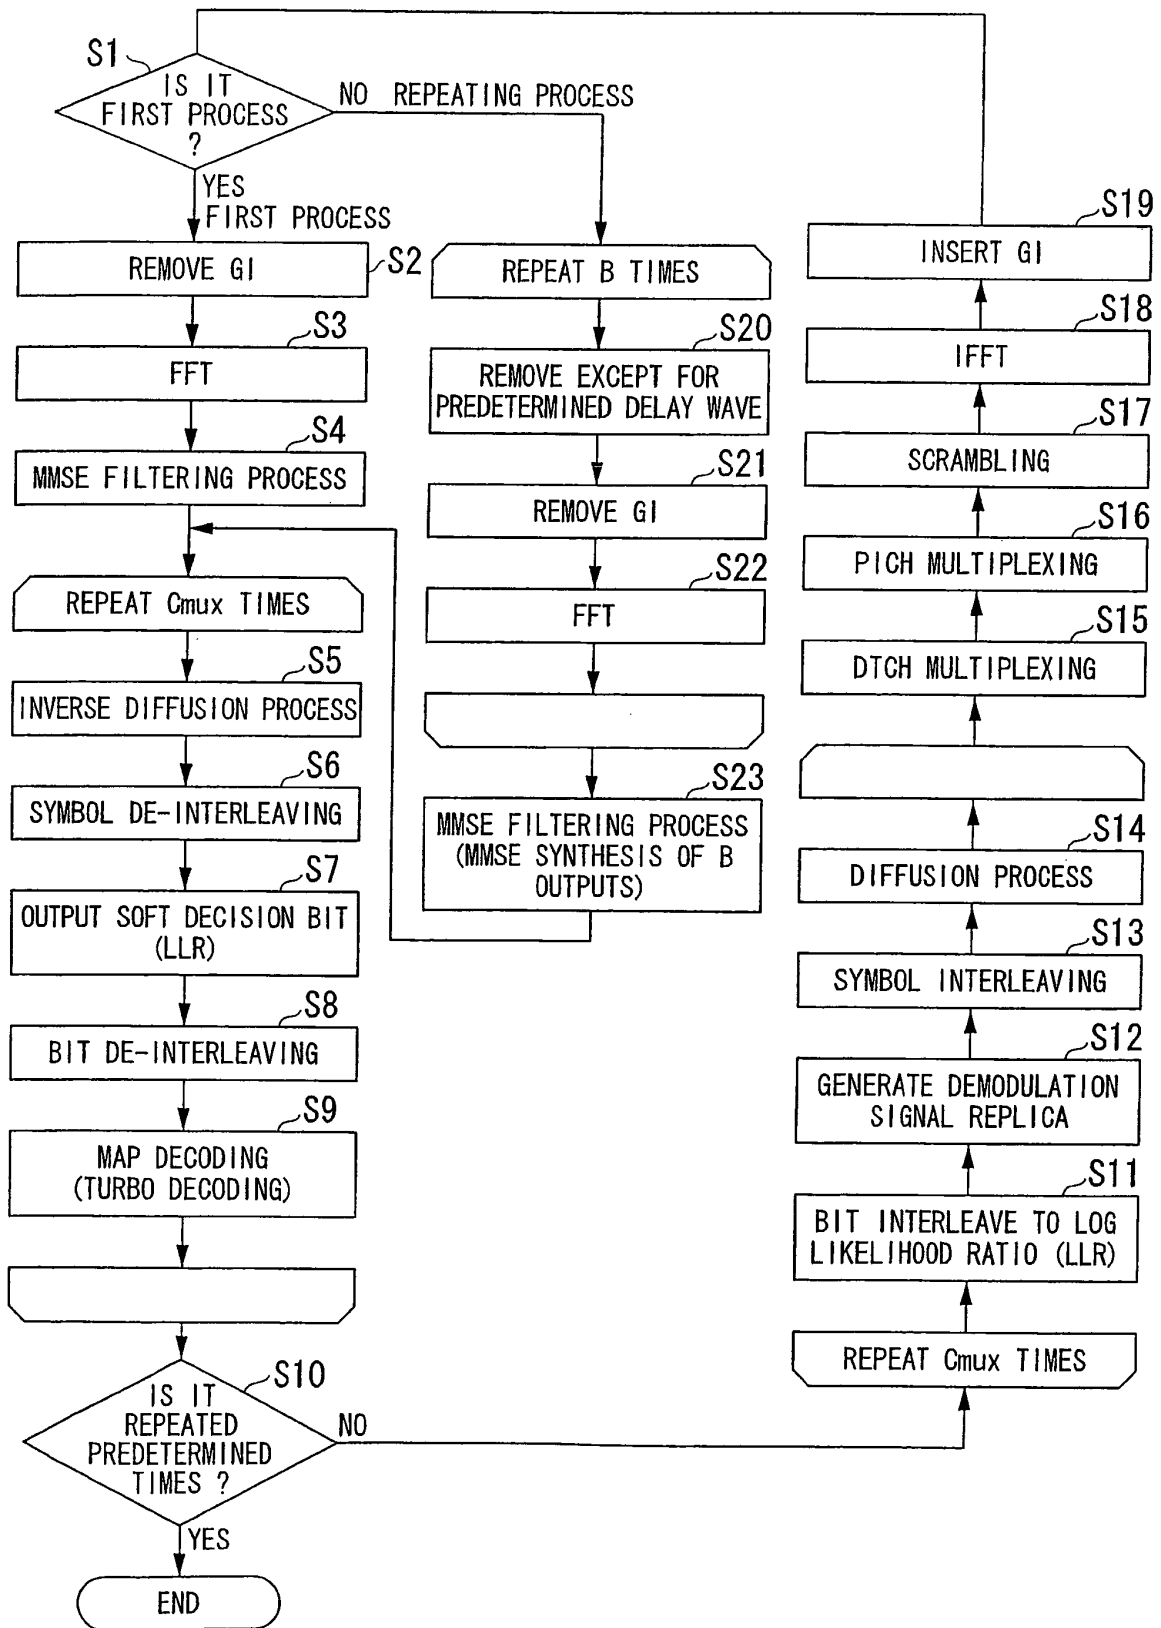 S1
IS IT
FIRST PROCESS
?
NO REPEATING PROCESS
YES
FIRST PROCESS
REMOVE GI
S2
S3
FFT
S4
MMSE FILTERING PROCESS
REPEAT Cmux TIMES
S5
INVERSE DIFFUSION PROCESS
S6
SYMBOL DE-INTERLEAVING
S7
OUTPUT SOFT DECISION BIT
(LLR)
S8
BIT DE-INTERLEAVING
S9
MAP DECODING
(TURBO DECODING)
S10
IS IT
REPEATED
PREDETERMINED
TIMES ?
NO
YES
END
REPEAT B TIMES
S20
REMOVE EXCEPT FOR
PREDETERMINED DELAY WAVE
S21
REMOVE GI
S22
FFT
S23
MMSE FILTERING PROCESS
(MMSE SYNTHESIS OF B
OUTPUTS)
S19
INSERT GI
S18
IFFT
S17
SCRAMBLING
S16
PICH MULTIPLEXING
S15
DTCH MULTIPLEXING
S14
DIFFUSION PROCESS
S13
SYMBOL INTERLEAVING
S12
GENERATE DEMODULATION
SIGNAL REPLICA
S11
BIT INTERLEAVE TO LOG
LIKELIHOOD RATIO (LLR)
REPEAT Cmux TIMES